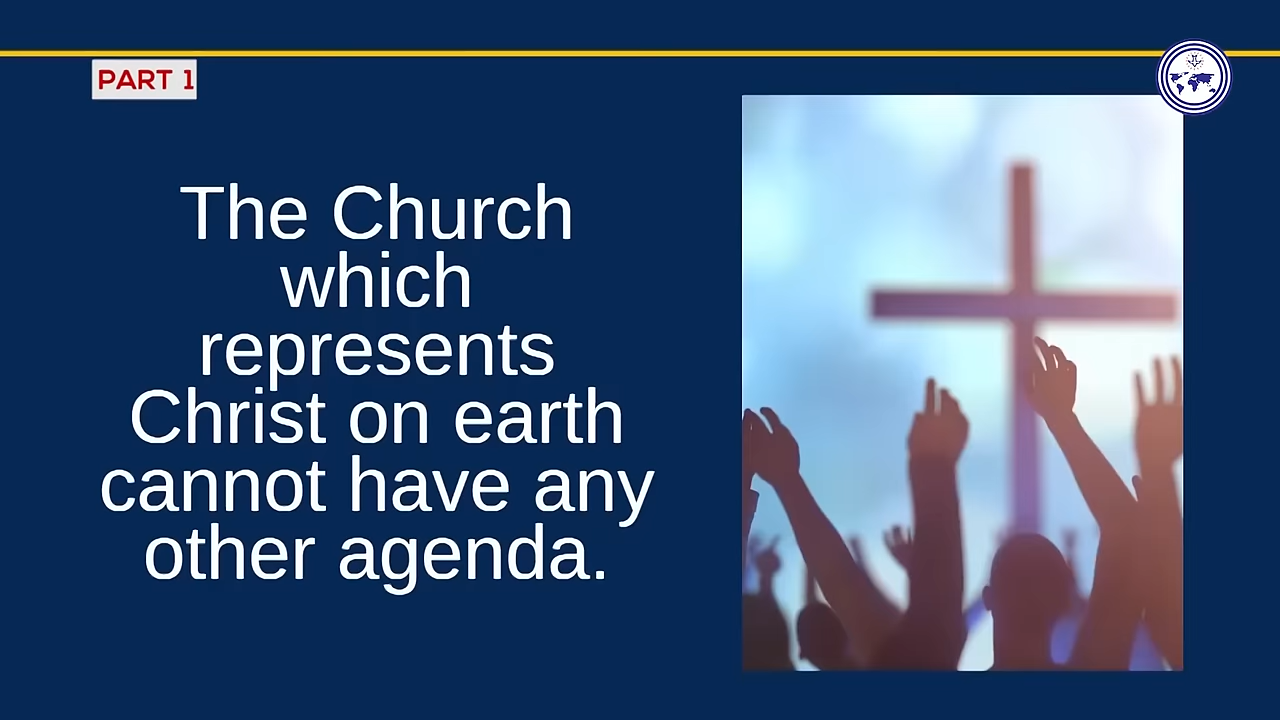 PART 1
The Church
which
represents
Christ on earth
cannot have any
other agenda.